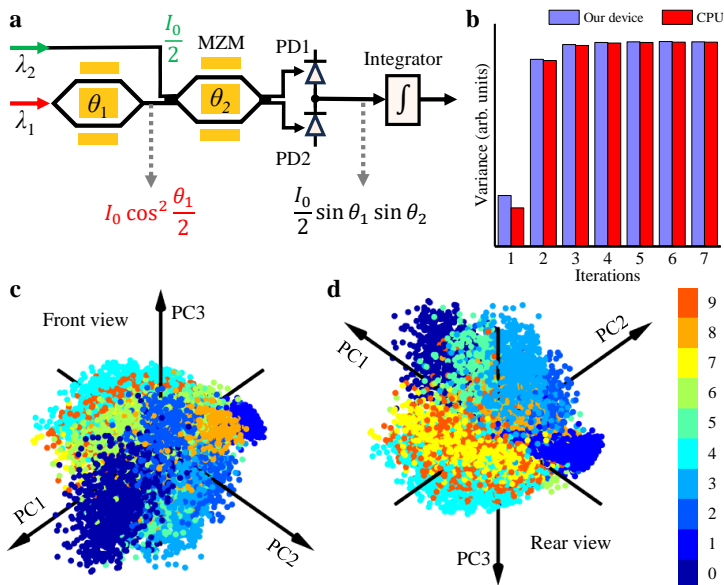 a
I₀/2
λ₂
λ₁
θ₁
MZM
θ₂
PD1
PD2
Integrator
∫
I₀ cos² θ₁/2
I₀/2 sin θ₁ sin θ₂
b
Our device
CPU
Variance (arb. units)
1 2 3 4 5 6 7
Iterations
c
Front view
PC3
PC1
PC2
d
PC1
PC2
PC3
Rear view
9
8
7
6
5
4
3
2
1
0